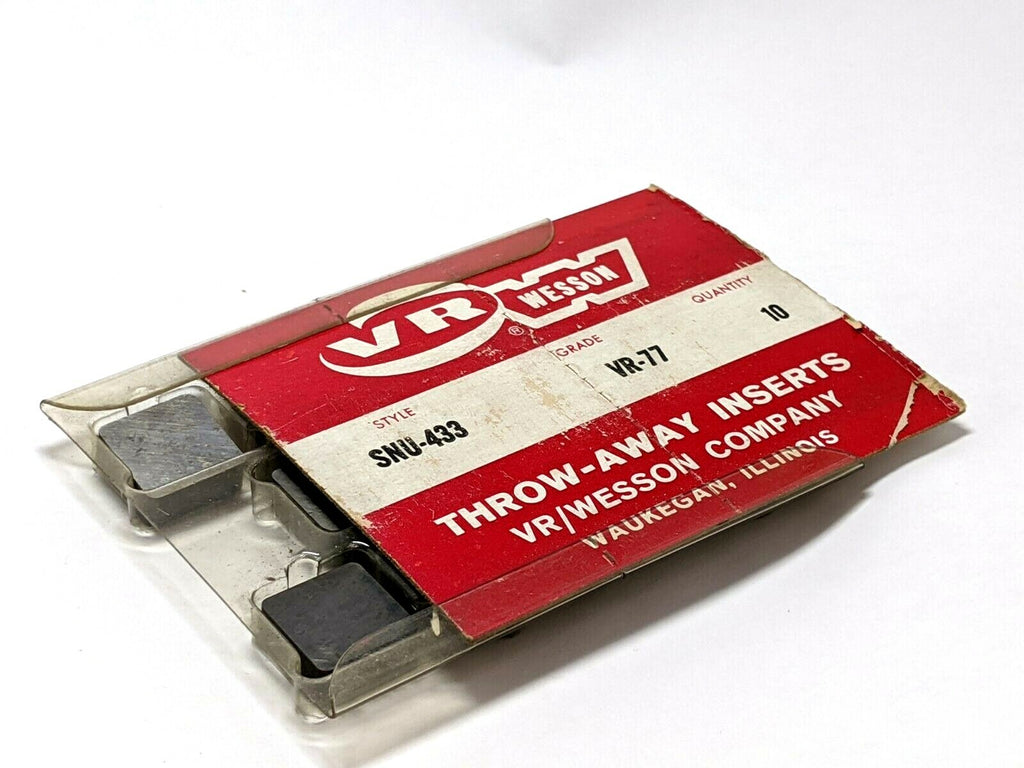 VR WESSON ®
STYLE GRADE QUANTITY
SNU-433 VR-77 10
THROW-AWAY INSERTS
VR/WESSON COMPANY
WAUKEGAN, ILLINOIS